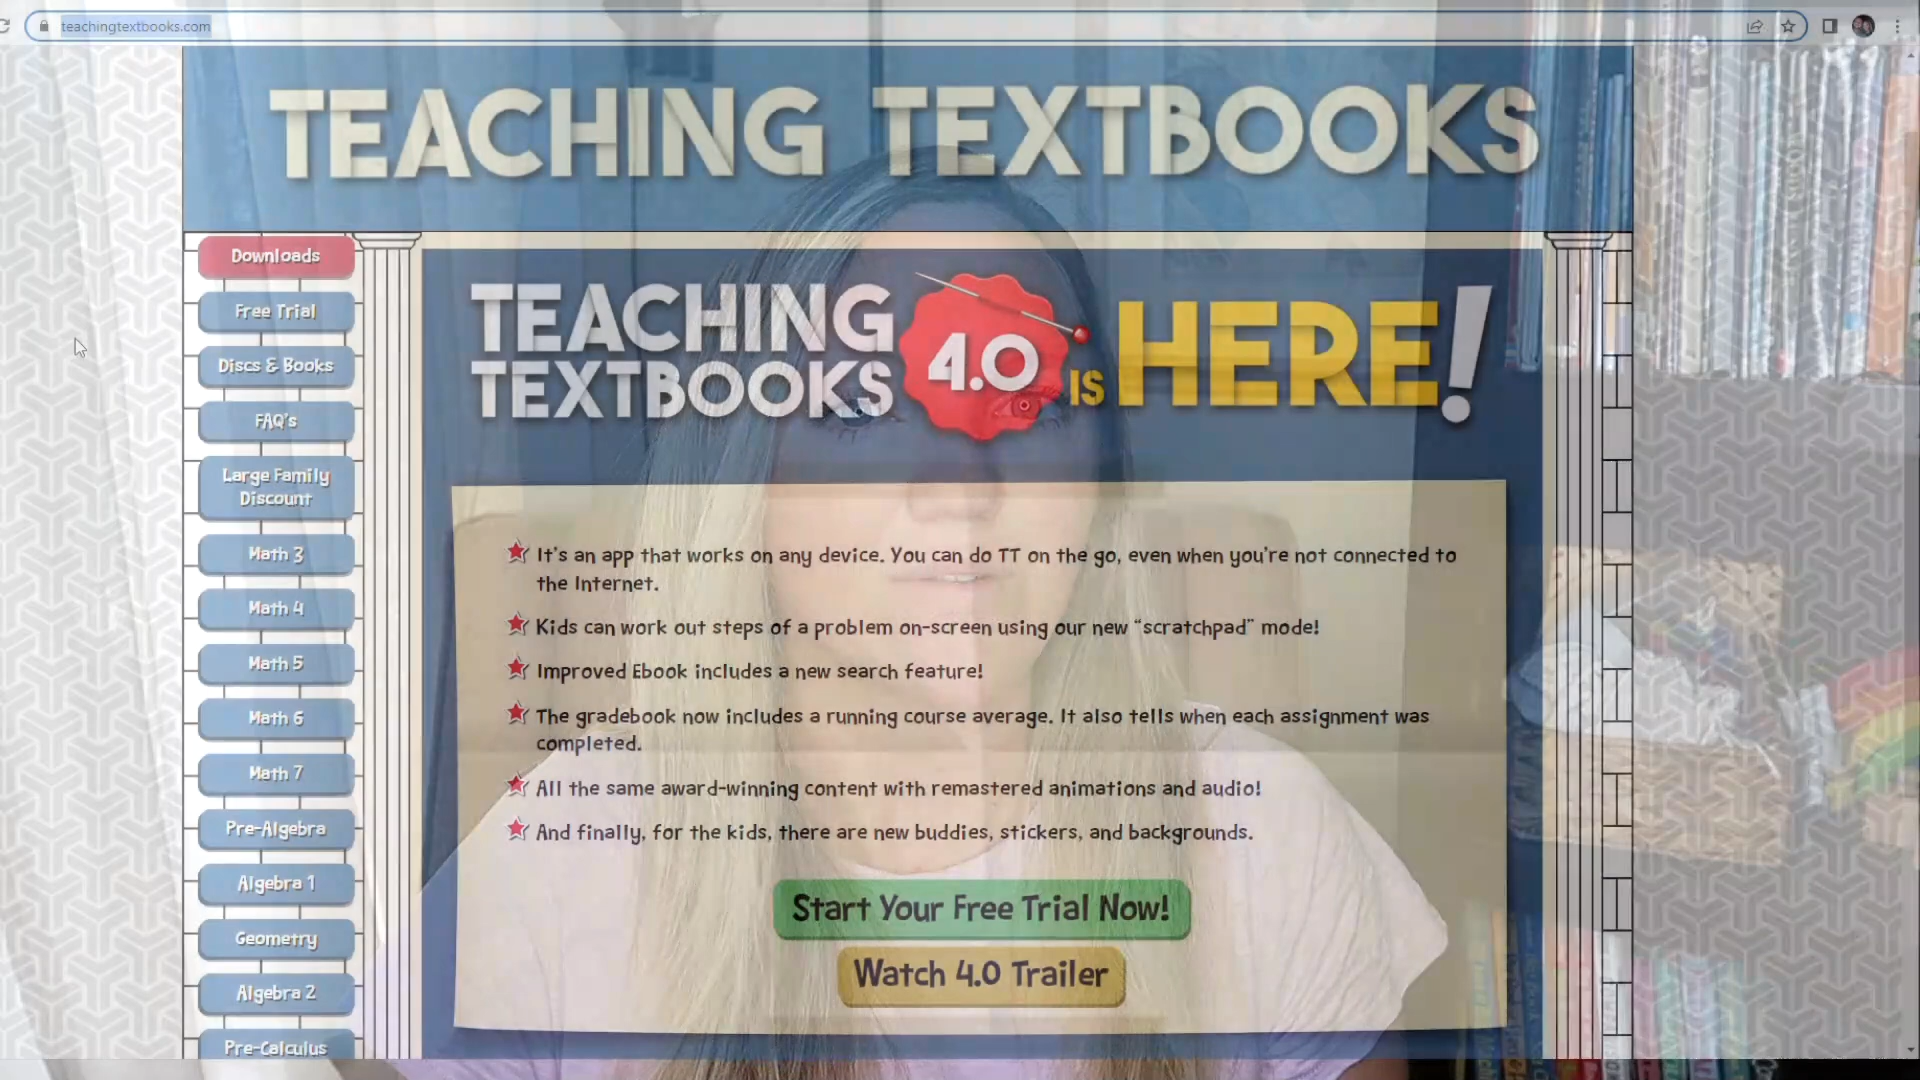 teachingtextbooks.com
TEACHING TEXTBOOKS
Downloads
Free Trial
Discs & Books
FAQ's
Large Family
Discount
Math 3
Math 4
Math 5
Math 6
Math 7
Pre-Algebra
Algebra 1
Geometry
Algebra 2
Pre-Calculus
TEACHING
TEXTBOOKS
4.0
IS HERE!
It's an app that works on any device. You can do TT on the go, even when you're not connected to
the Internet.
Kids can work out steps of a problem on-screen using our new “scratchpad” mode!
Improved Ebook includes a new search feature!
The gradebook now includes a running course average. It also tells when each assignment was
completed.
All the same award-winning content with remastered animations and audio!
And finally, for the kids, there are new buddies, stickers, and backgrounds.
Start Your Free Trial Now!
Watch 4.0 Trailer